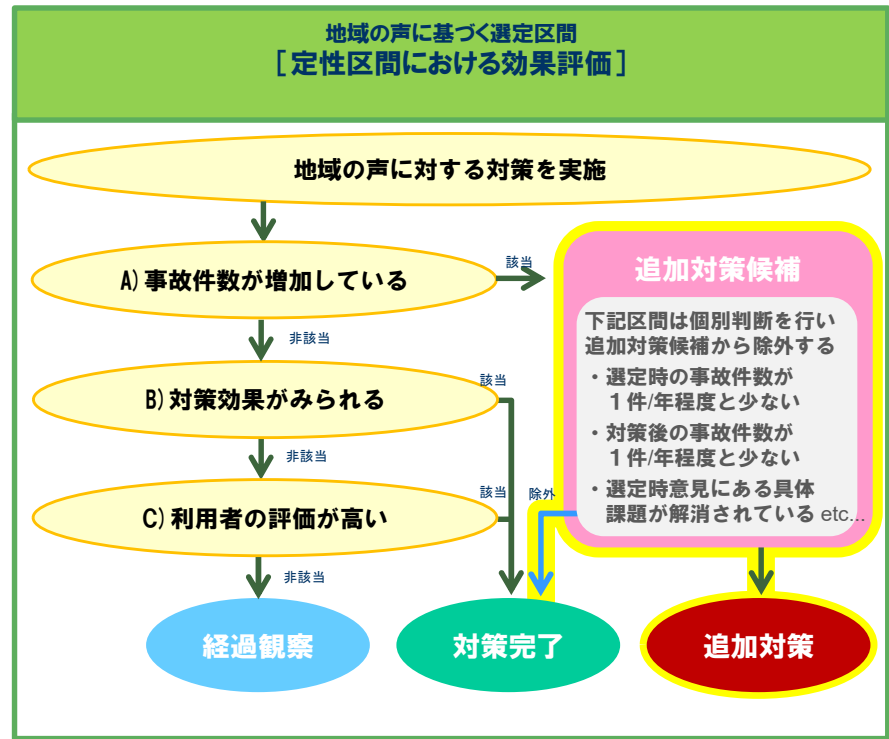 地域の声に基づく選定区間
［定性区間における効果評価］
地域の声に対する対策を実施
A)事故件数が増加している
該当
非該当
B)対策効果がみられる
該当
非該当
C)利用者の評価が高い
該当
非該当
追加対策候補
下記区間は個別判断を行い
追加対策候補から除外する
・選定時の事故件数が
１件/年程度と少ない
・対策後の事故件数が
１件/年程度と少ない
・選定時意見にある具体
課題が解消されている etc...
除外
経過観察
対策完了
追加対策